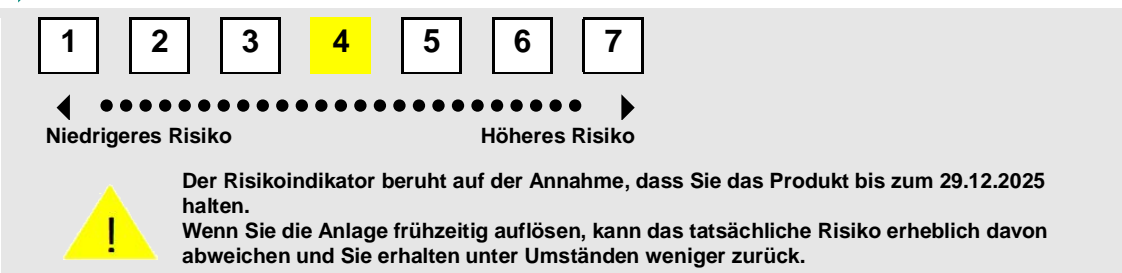 1 2 3 4 5 6 7
Niedrigeres Risiko Höheres Risiko
Der Risikoindikator beruht auf der Annahme, dass Sie das Produkt bis zum 29.12.2025
halten.
Wenn Sie die Anlage frühzeitig auflösen, kann das tatsächliche Risiko erheblich davon
abweichen und Sie erhalten unter Umständen weniger zurück.
!